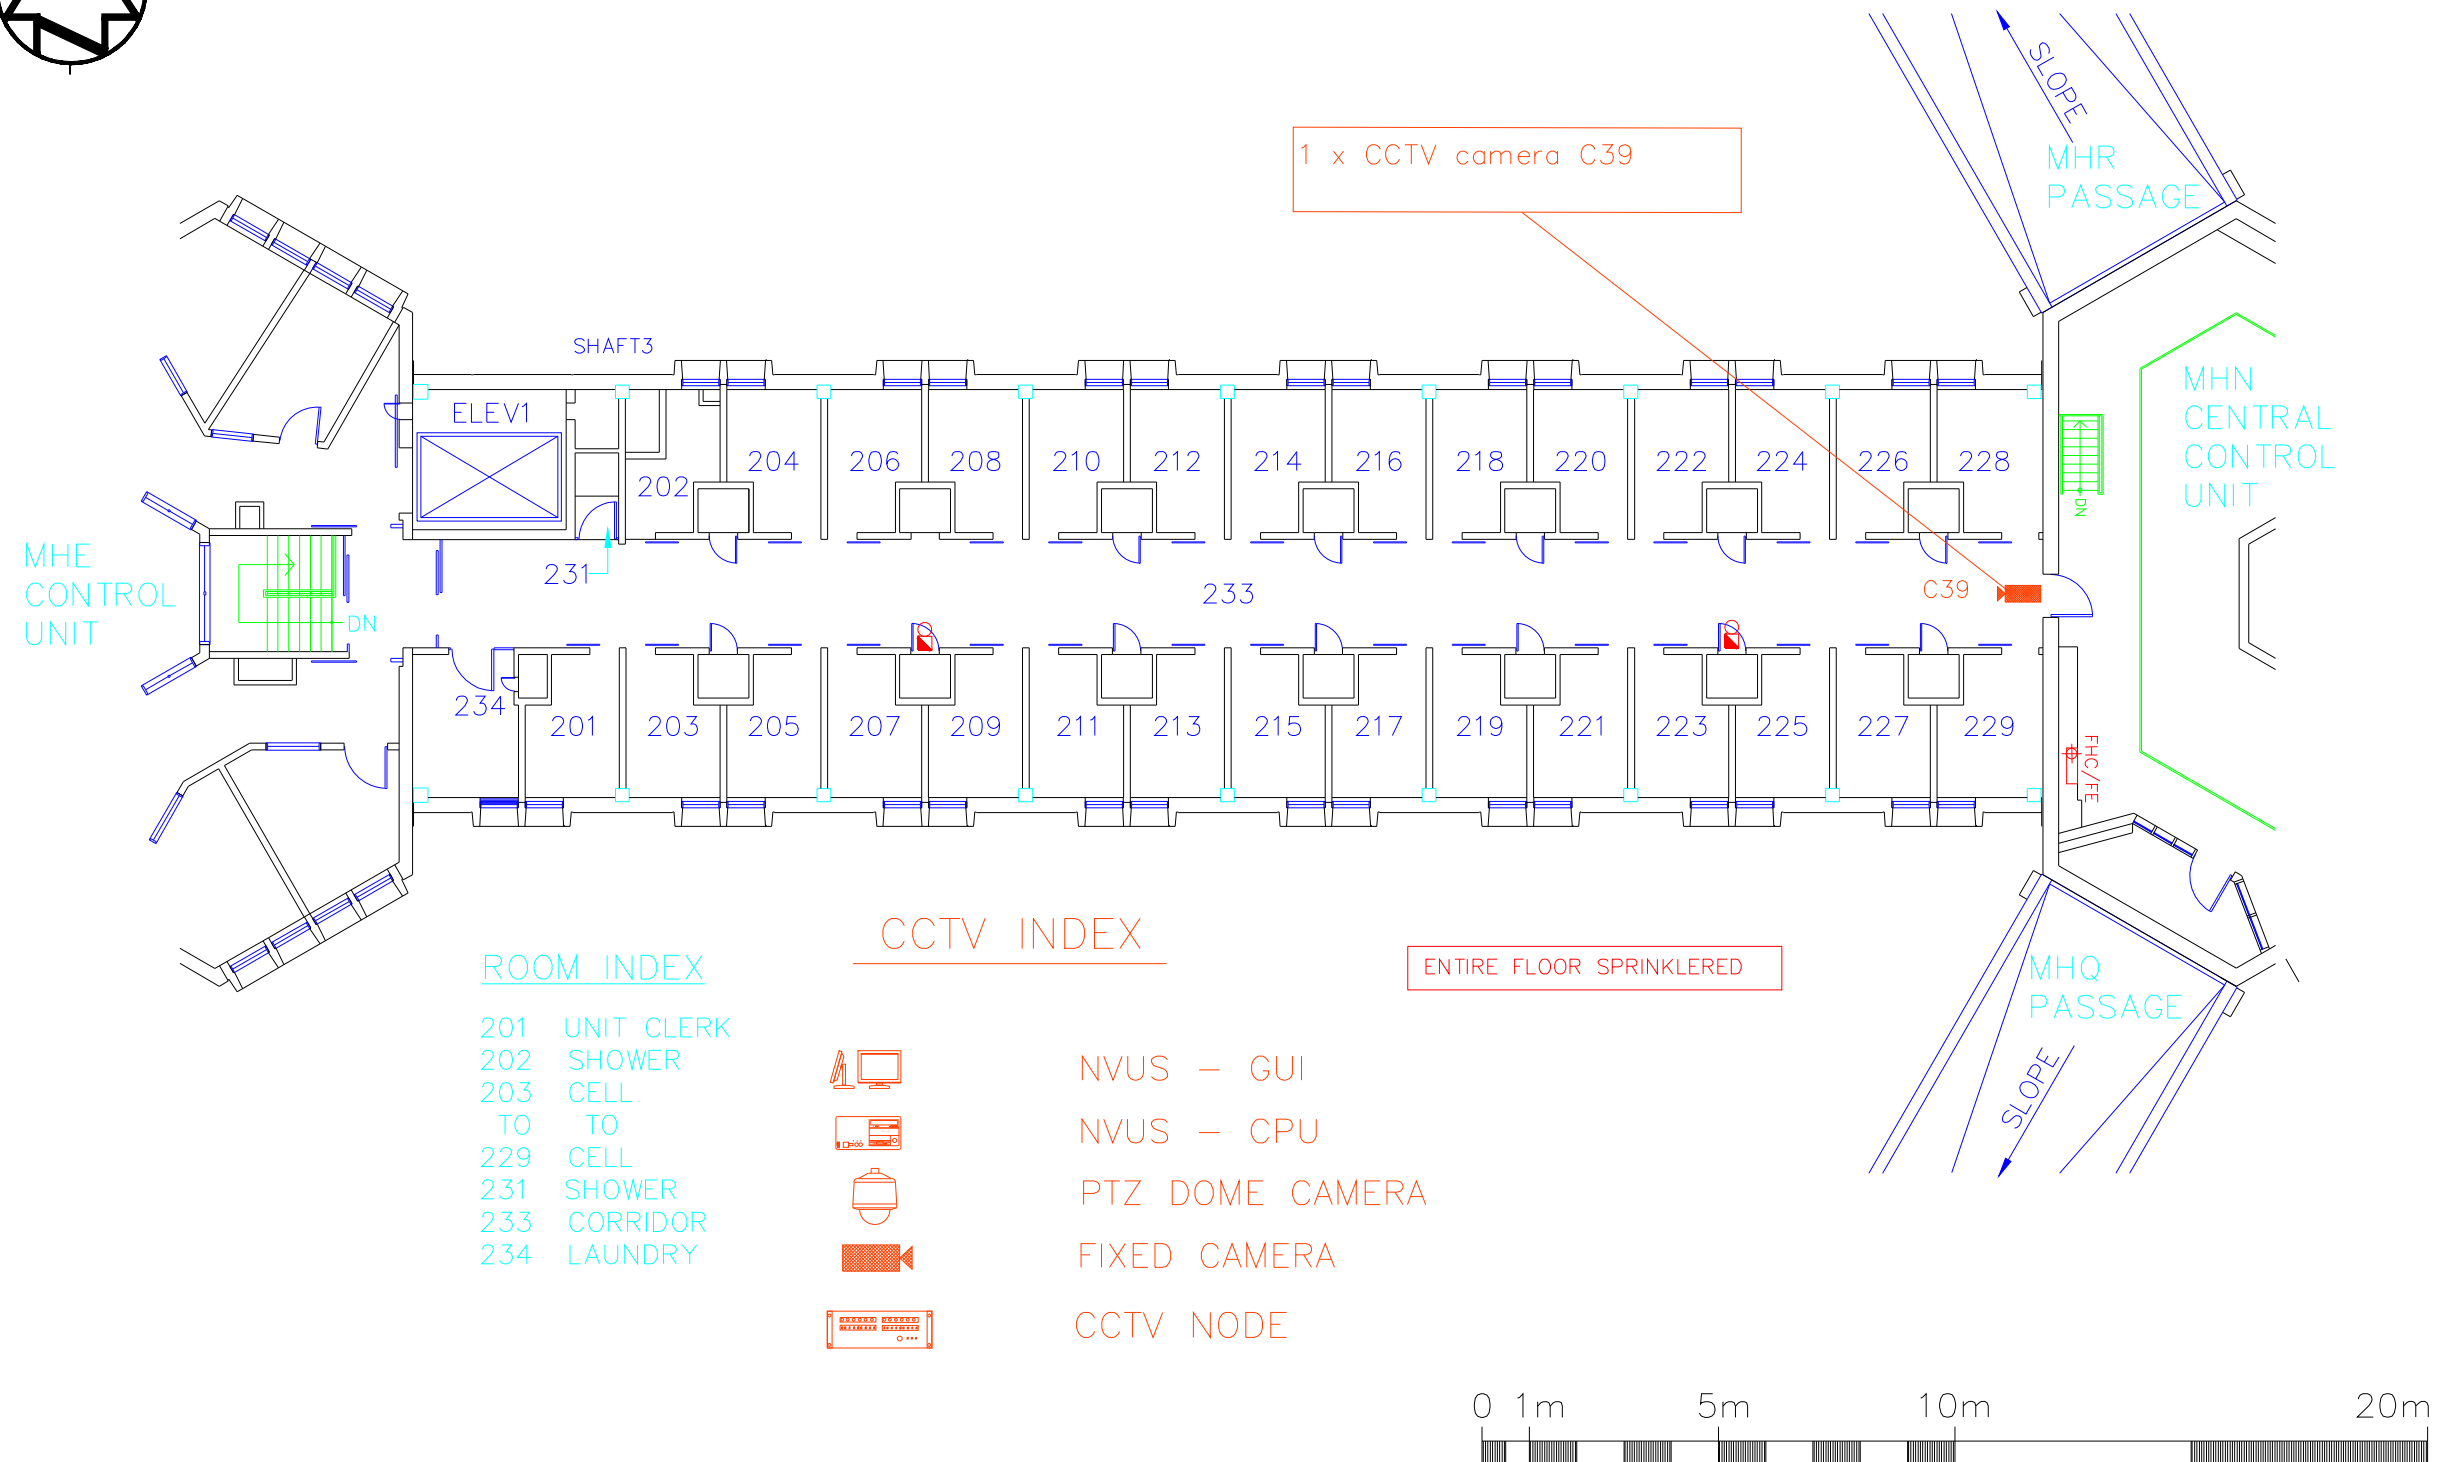 N
SLOPE
1 x CCTV camera C39
MHR
PASSAGE
SHAFT3
ELEV1
MHN
CENTRAL
CONTROL
UNIT
202
204
206
208
210
212
214
216
218
220
222
224
226
228
DN
MHE
CONTROL
UNIT
DN
231
233
C39
234
201
203
205
207
209
211
213
215
217
219
221
223
225
227
229
FHC/FE
CCTV INDEX
ROOM INDEX
ENTIRE FLOOR SPRINKLERED
MHQ
PASSAGE
SLOPE
201 UNIT CLERK
202 SHOWER
203 CELL
TO TO
229 CELL
231 SHOWER
233 CORRIDOR
234 LAUNDRY
NVUS – GUI
NVUS – CPU
PTZ DOME CAMERA
FIXED CAMERA
CCTV NODE
0 1m 5m 10m 20m